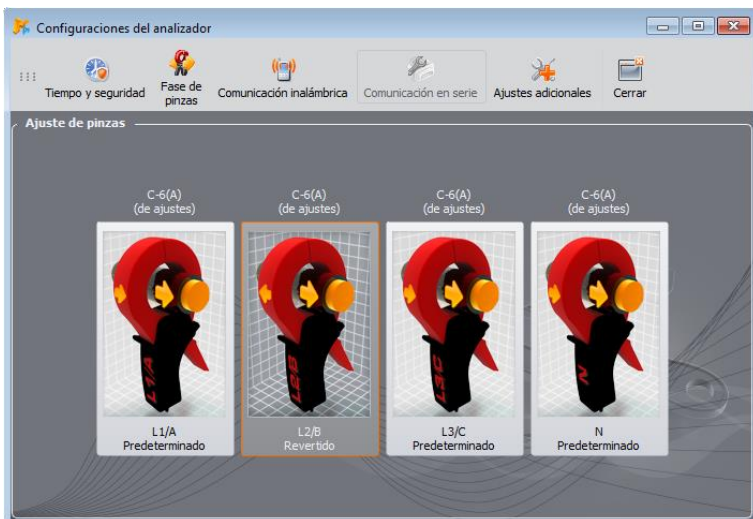 Configuraciones del analizador
Tiempo y seguridad
Fase de
pinzas
Comunicación inalámbrica
Comunicación en serie
Ajustes adicionales
Cerrar
Ajuste de pinzas
C-6(A)
(de ajustes)
C-6(A)
(de ajustes)
C-6(A)
(de ajustes)
C-6(A)
(de ajustes)
L1/A
L2/B
L3/C
N
L1/A
Predeterminado
L2/B
Revertido
L3/C
Predeterminado
N
Predeterminado